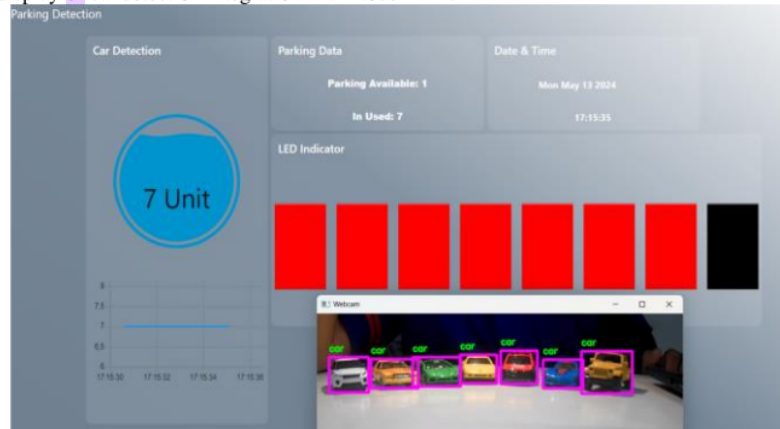 Parking Detection
Car Detection
7 Unit
8
7.5
7
6.5
6
17:15:30 17:15:32 17:15:34 17:15:36
Parking Data
Parking Available: 1
In Used: 7
Date & Time
Mon May 13 2024
17:15:35
LED Indicator
Webcam
car car car car car car car